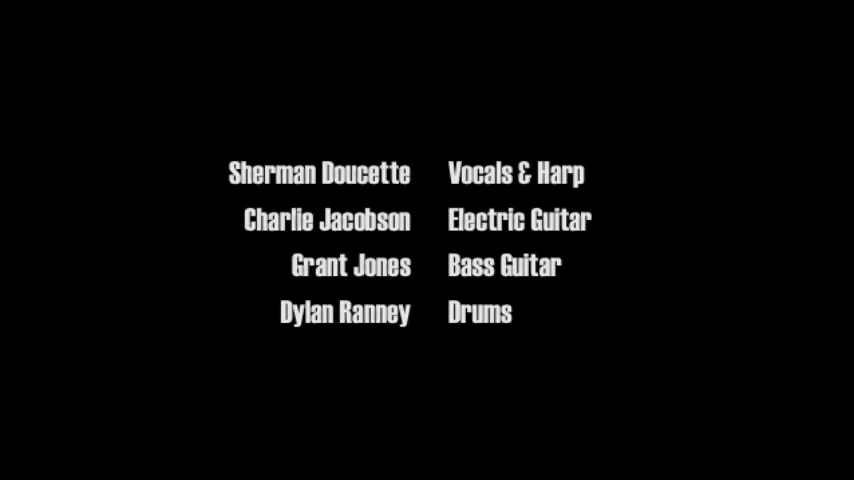 Sherman Doucette Vocals & Harp
Charlie Jacobson Electric Guitar
Grant Jones Bass Guitar
Dylan Ranney Drums